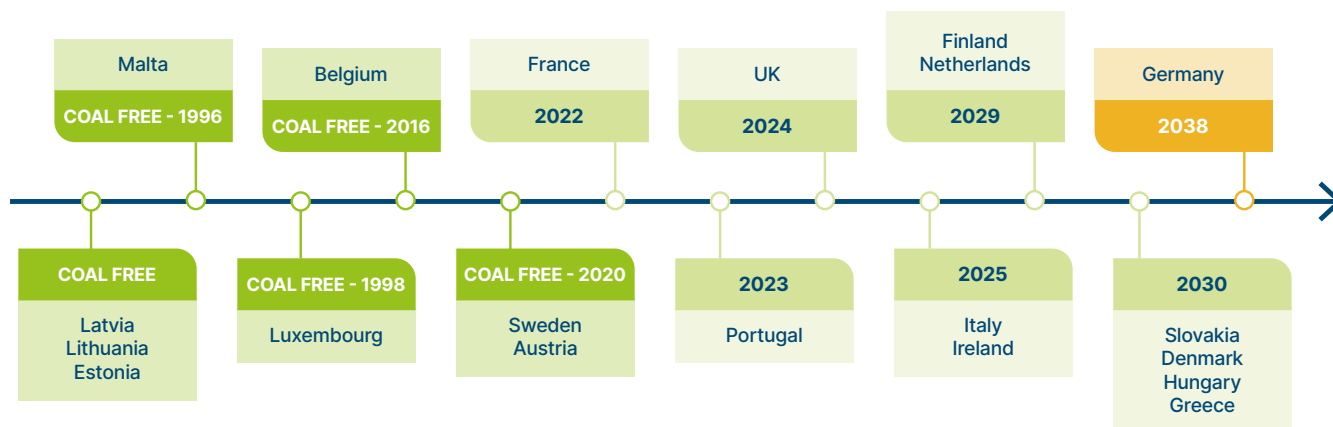 Malta
COAL FREE - 1996
Belgium
COAL FREE - 2016
France
2022
UK
2024
Finland
Netherlands
2029
Germany
2038
COAL FREE
Latvia
Lithuania
Estonia
COAL FREE - 1998
Luxembourg
COAL FREE - 2020
Sweden
Austria
2023
Portugal
2025
Italy
Ireland
2030
Slovakia
Denmark
Hungary
Greece